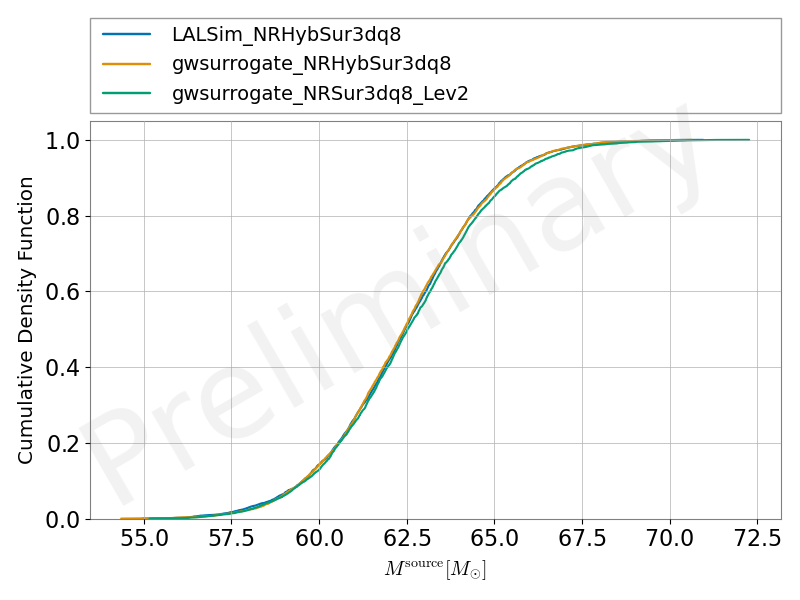 LALSim_NRHybSur3dq8
gwsurrogate_NRHybSur3dq8
gwsurrogate_NRSur3dq8_Lev2
Preliminary
Cumulative Density Function
1.0
0.8
0.6
0.4
0.2
0.0
55.0 57.5 60.0 62.5 65.0 67.5 70.0 72.5
M^source [M_⊙]